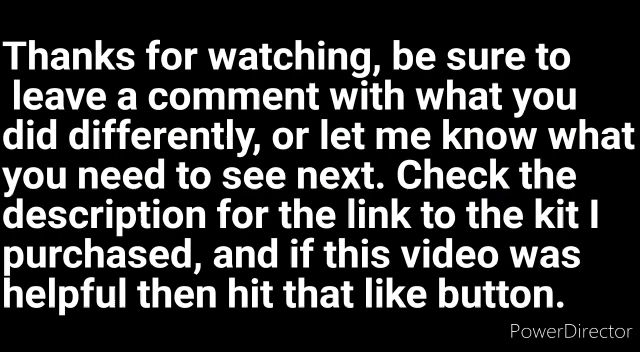 Thanks for watching, be sure to
leave a comment with what you
did differently, or let me know what
you need to see next. Check the
description for the link to the kit I
purchased, and if this video was
helpful then hit that like button.
PowerDirector